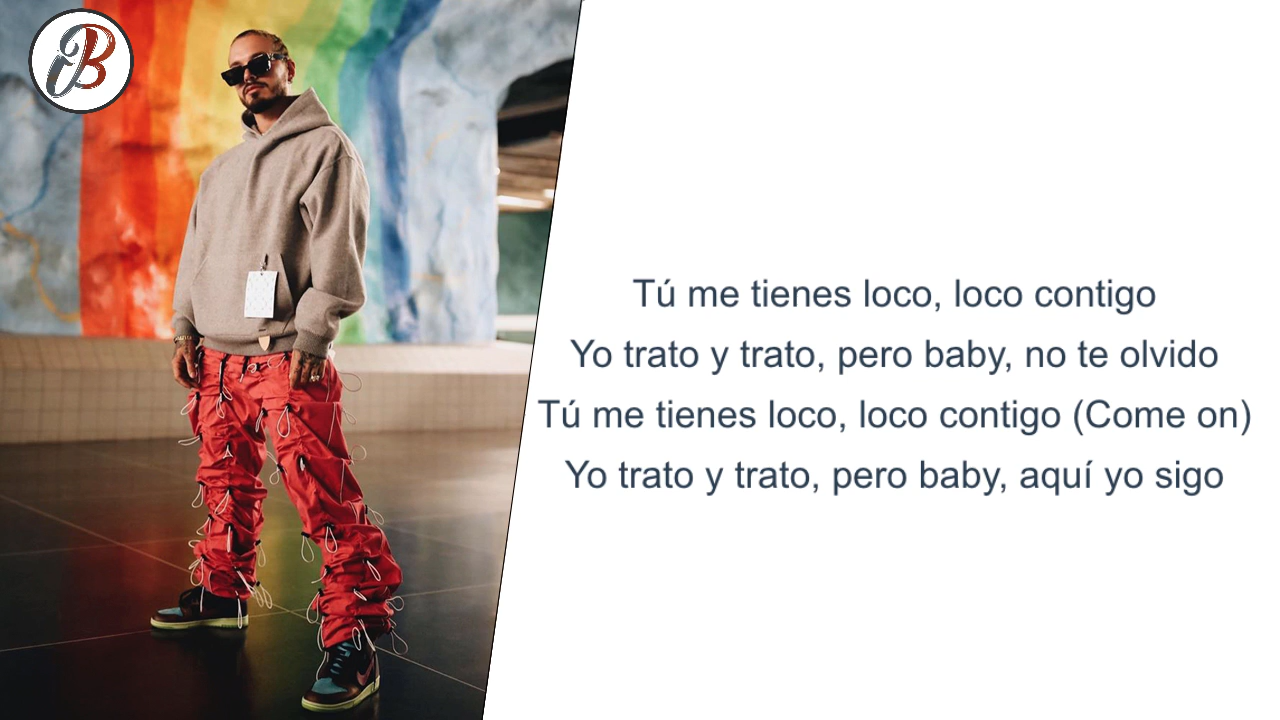 B
Tú me tienes loco, loco contigo
Yo trato y trato, pero baby, no te olvido
Tú me tienes loco, loco contigo (Come on)
Yo trato y trato, pero baby, aquí yo sigo